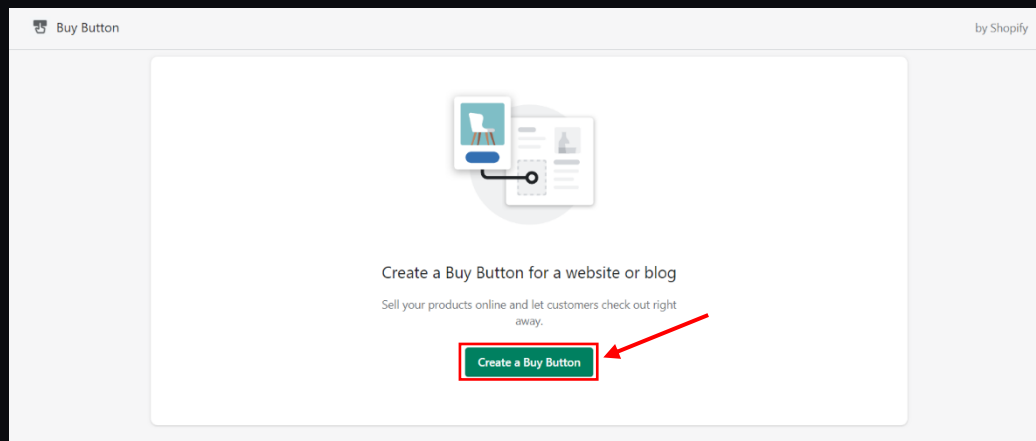 Buy Button
by Shopify
Create a Buy Button for a website or blog
Sell your products online and let customers check out right
away.
Create a Buy Button